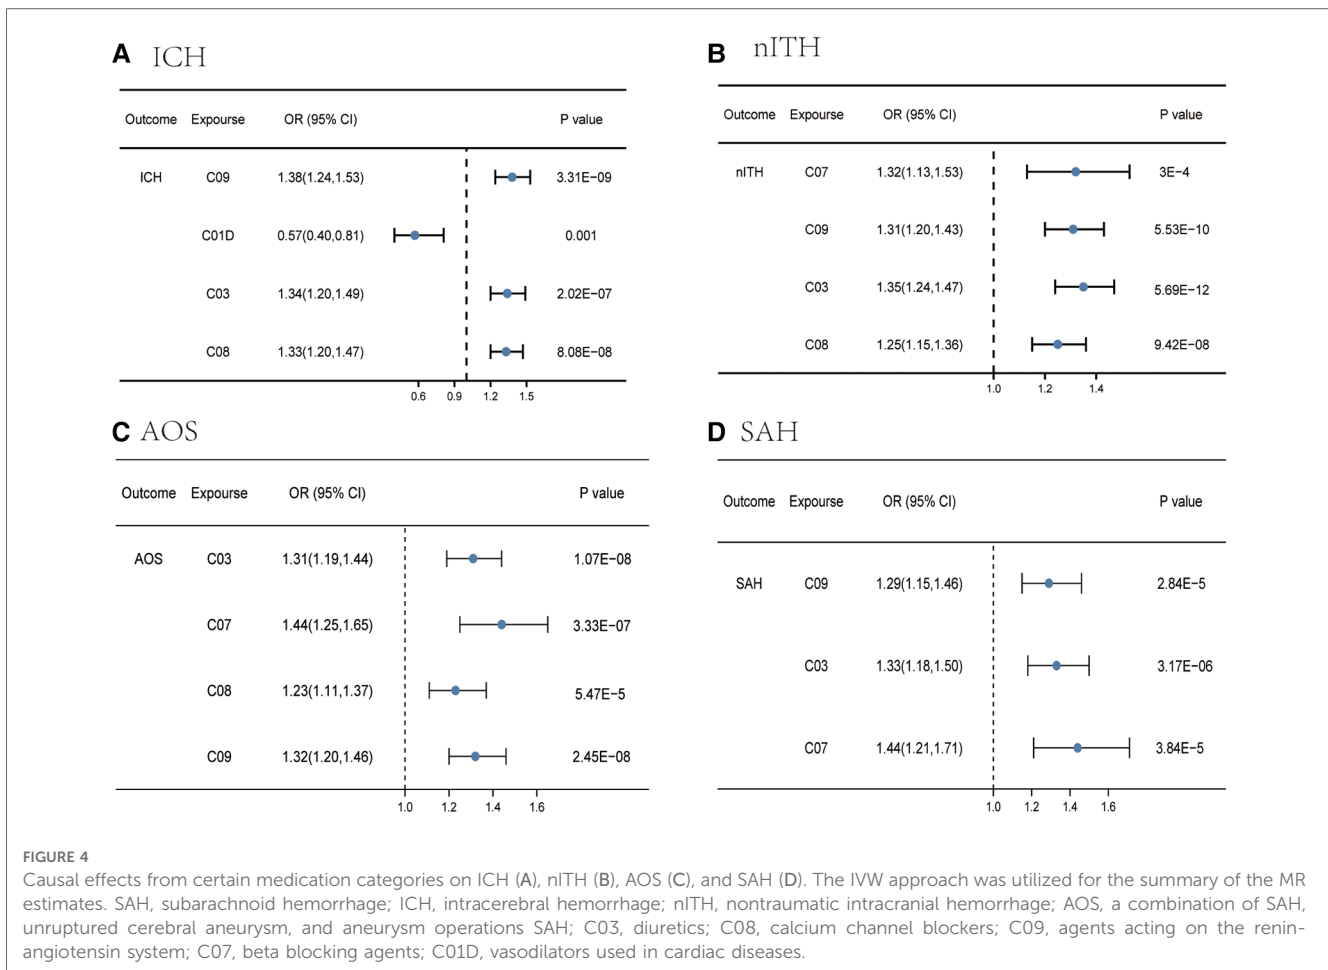 A ICH
Outcome Expourse OR (95% CI) P value
ICH C09 1.38(1.24,1.53) 3.31E−09
C01D 0.57(0.40,0.81) 0.001
C03 1.34(1.20,1.49) 2.02E−07
C08 1.33(1.20,1.47) 8.08E−08
0.6 0.9 1.2 1.5
B nITH
Outcome Expourse OR (95% CI) P value
nITH C07 1.32(1.13,1.53) 3E−4
C09 1.31(1.20,1.43) 5.53E−10
C03 1.35(1.24,1.47) 5.69E−12
C08 1.25(1.15,1.36) 9.42E−08
1.0 1.2 1.4
C AOS
Outcome Expourse OR (95% CI) P value
AOS C03 1.31(1.19,1.44) 1.07E−08
C07 1.44(1.25,1.65) 3.33E−07
C08 1.23(1.11,1.37) 5.47E−5
C09 1.32(1.20,1.46) 2.45E−08
1.0 1.2 1.4 1.6
D SAH
Outcome Expourse OR (95% CI) P value
SAH C09 1.29(1.15,1.46) 2.84E−5
C03 1.33(1.18,1.50) 3.17E−06
C07 1.44(1.21,1.71) 3.84E−5
1.0 1.2 1.4 1.6
FIGURE 4
Causal effects from certain medication categories on ICH (A), nITH (B), AOS (C), and SAH (D). The IVW approach was utilized for the summary of the MR
estimates. SAH, subarachnoid hemorrhage; ICH, intracerebral hemorrhage; nITH, nontraumatic intracranial hemorrhage; AOS, a combination of SAH,
unruptured cerebral aneurysm, and aneurysm operations SAH; C03, diuretics; C08, calcium channel blockers; C09, agents acting on the renin-
angiotensin system; C07, beta blocking agents; C01D, vasodilators used in cardiac diseases.